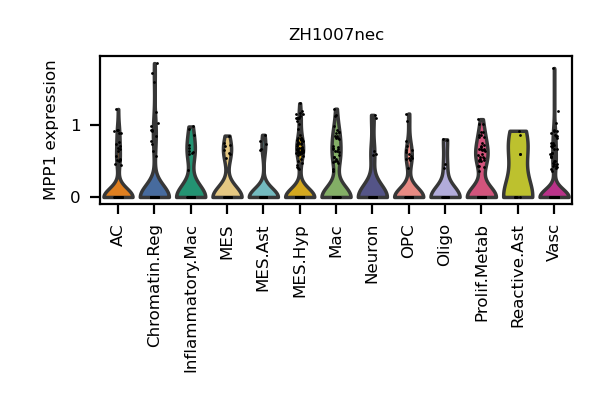 ZH1007nec
MPP1 expression
1
0
AC
Chromatin.Reg
Inflammatory.Mac
MES
MES.Ast
MES.Hyp
Mac
Neuron
OPC
Oligo
Prolif.Metab
Reactive.Ast
Vasc